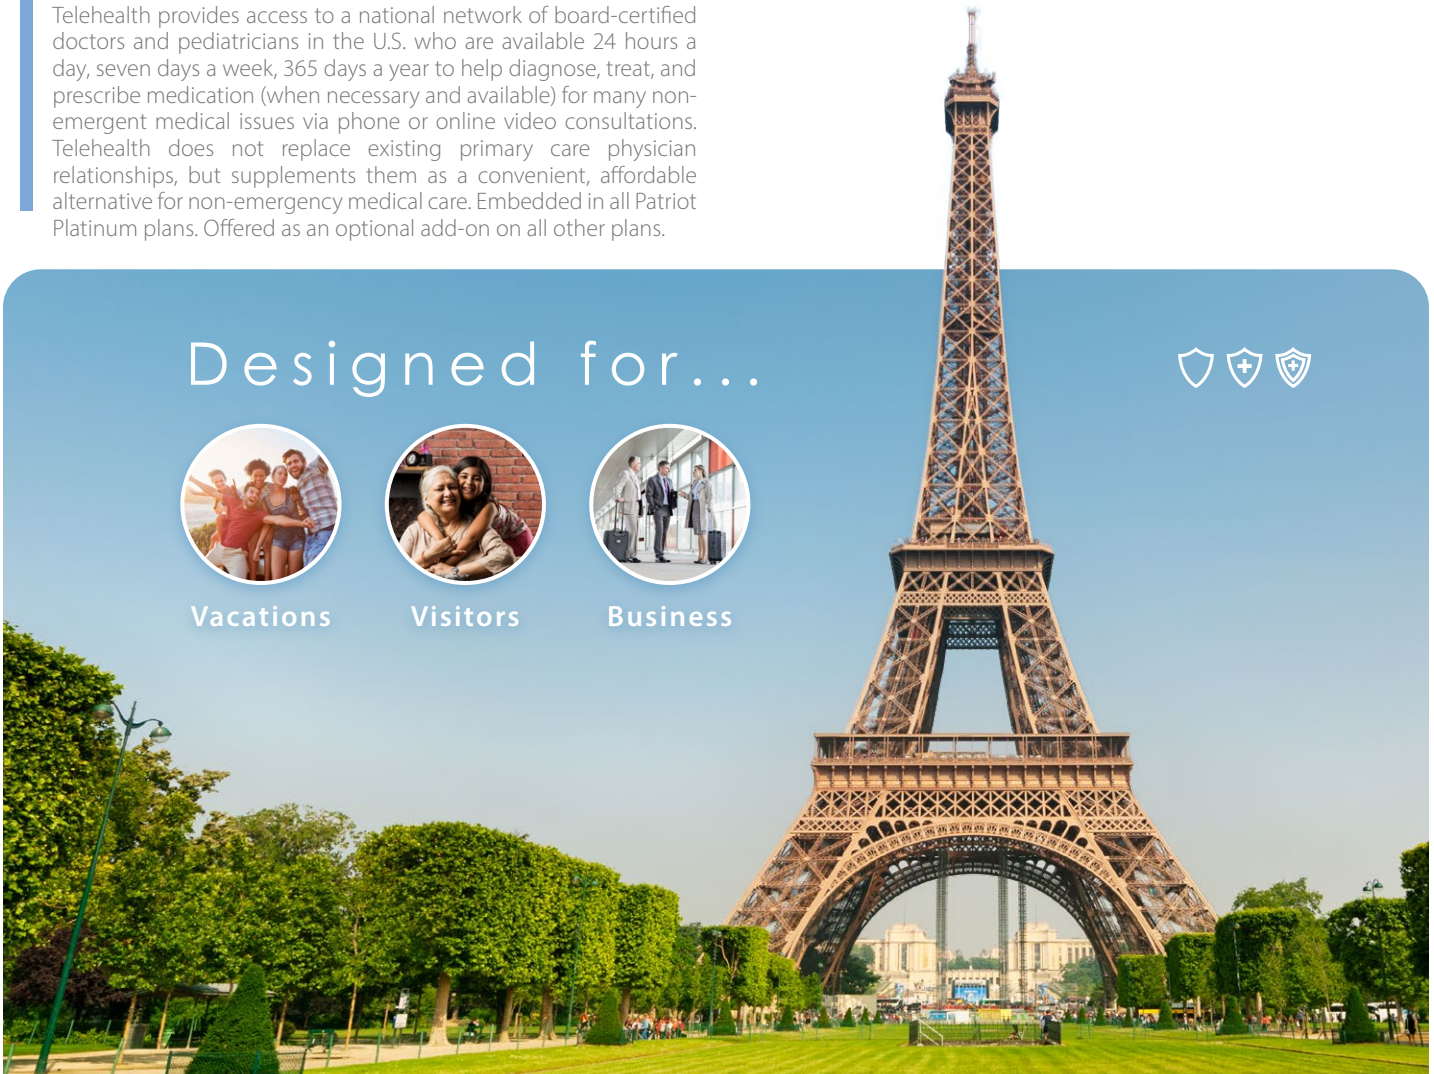 Telehealth provides access to a national network of board-certified
doctors and pediatricians in the U.S. who are available 24 hours a
day, seven days a week, 365 days a year to help diagnose, treat, and
prescribe medication (when necessary and available) for many non-
emergent medical issues via phone or online video consultations.
Telehealth does not replace existing primary care physician
relationships, but supplements them as a convenient, affordable
alternative for non-emergency medical care. Embedded in all Patriot
Platinum plans. Offered as an optional add-on on all other plans.
Designed for...
Vacations
Visitors
Business